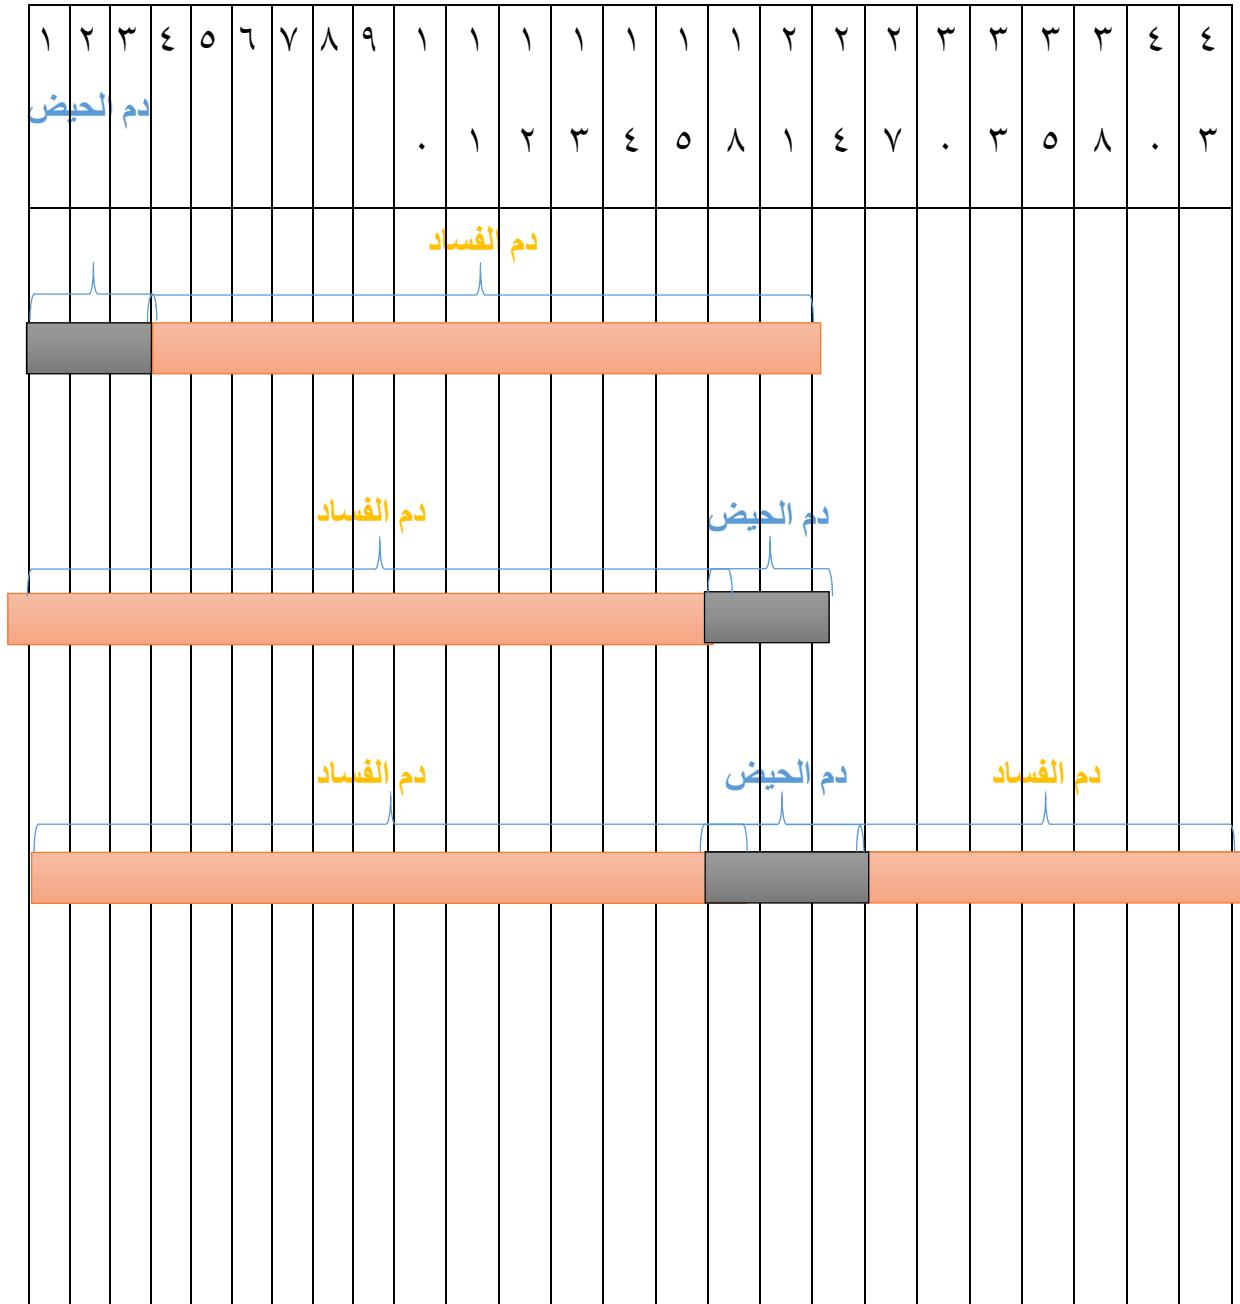 ١ ٢ ٣ ٤ ٥ ٦ ٧ ٨ ٩ ١ ١ ١ ١ ١ ١ ١ ٢ ٢ ٢ ٣ ٣ ٣ ٣ ٤ ٤
دم الحيض
٠ ١ ٢ ٣ ٤ ٥ ٨ ١ ٤ ٧ ٠ ٣ ٥ ٨ ٠ ٣
دم الفساد
دم الفساد
دم الحيض
دم الفساد
دم الحيض
دم الفساد